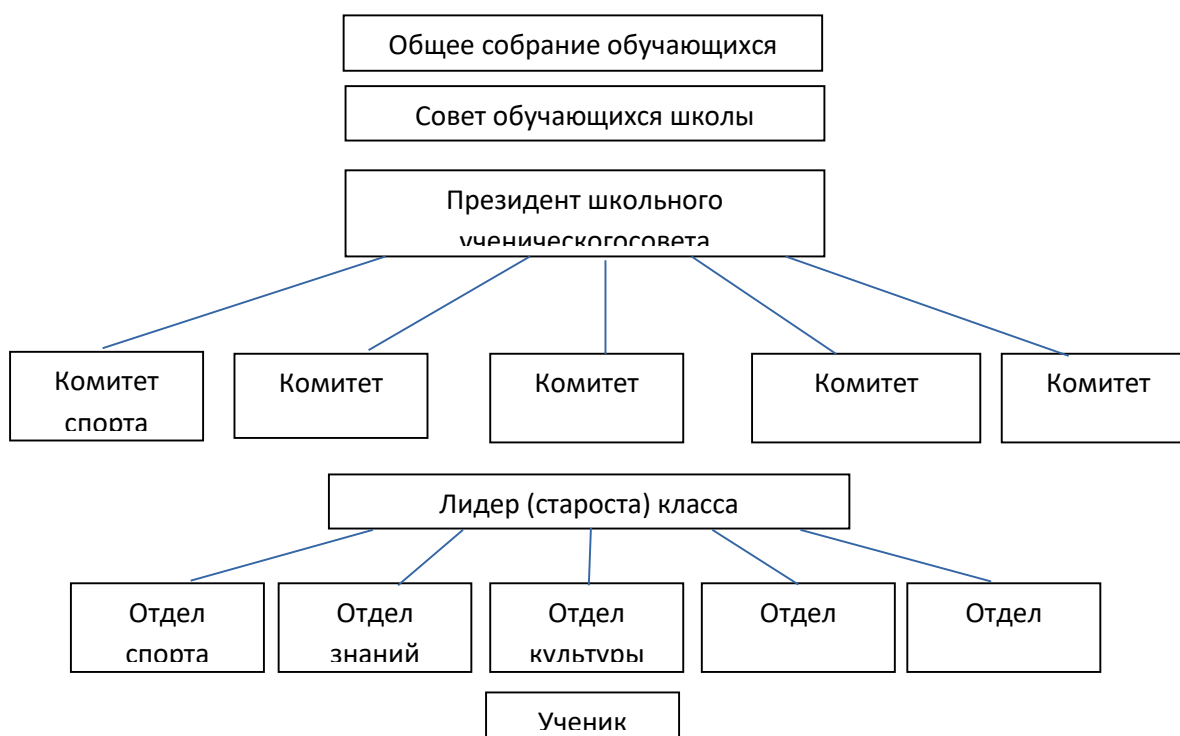 Общее собрание обучающихся
Совет обучающихся школы
Президент школьного
ученическогосовета
Комитет
спорта
Комитет
Комитет
Комитет
Комитет
Лидер (староста) класса
Отдел
спорта
Отдел
знаний
Отдел
культуры
Отдел
Отдел
Ученик